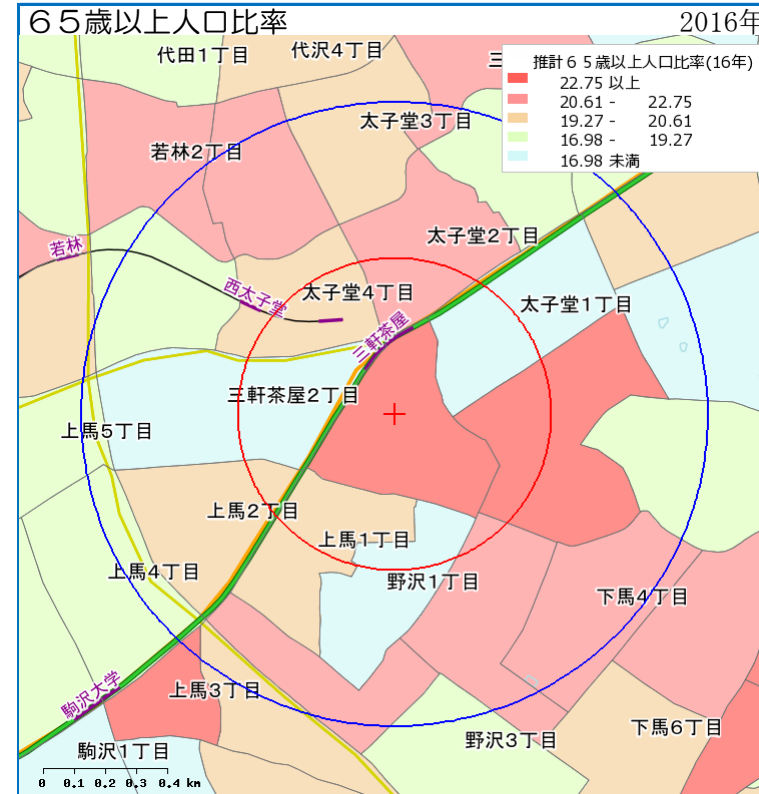 65歳以上人口比率
2016年
代田1丁目
代沢4丁目
三
推計65歳以上人口比率(16年)
22.75 以上
20.61 - 22.75
19.27 - 20.61
16.98 - 19.27
16.98 未満
太子堂3丁目
若林2丁目
太子堂2丁目
若林
西太子堂
太子堂4丁目
太子堂1丁目
三軒茶屋
三軒茶屋2丁目
上馬5丁目
上馬2丁目
上馬1丁目
上馬4丁目
野沢1丁目
下馬4丁目
駒沢大学
上馬3丁目
下馬6丁目
野沢3丁目
駒沢1丁目
0 0.1 0.2 0.3 0.4 km